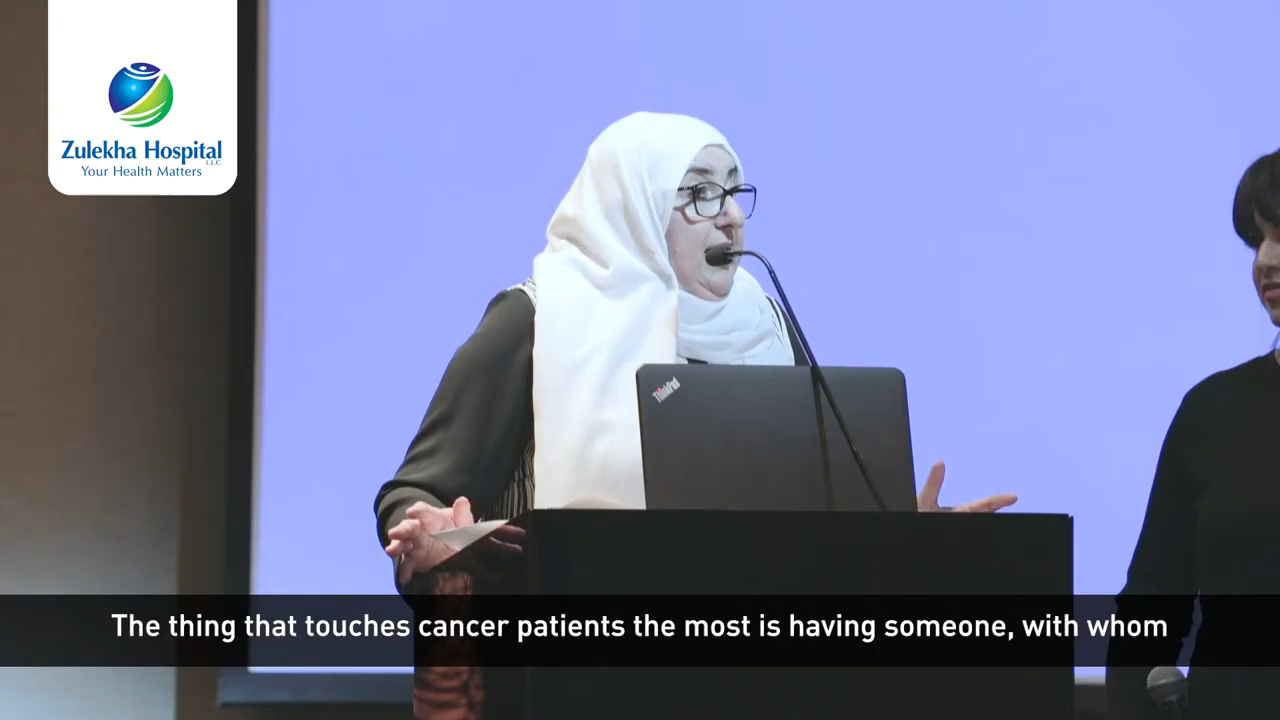 Zulekha Hospital
L.L.C.
Your Health Matters
ThinkPad
The thing that touches cancer patients the most is having someone, with whom